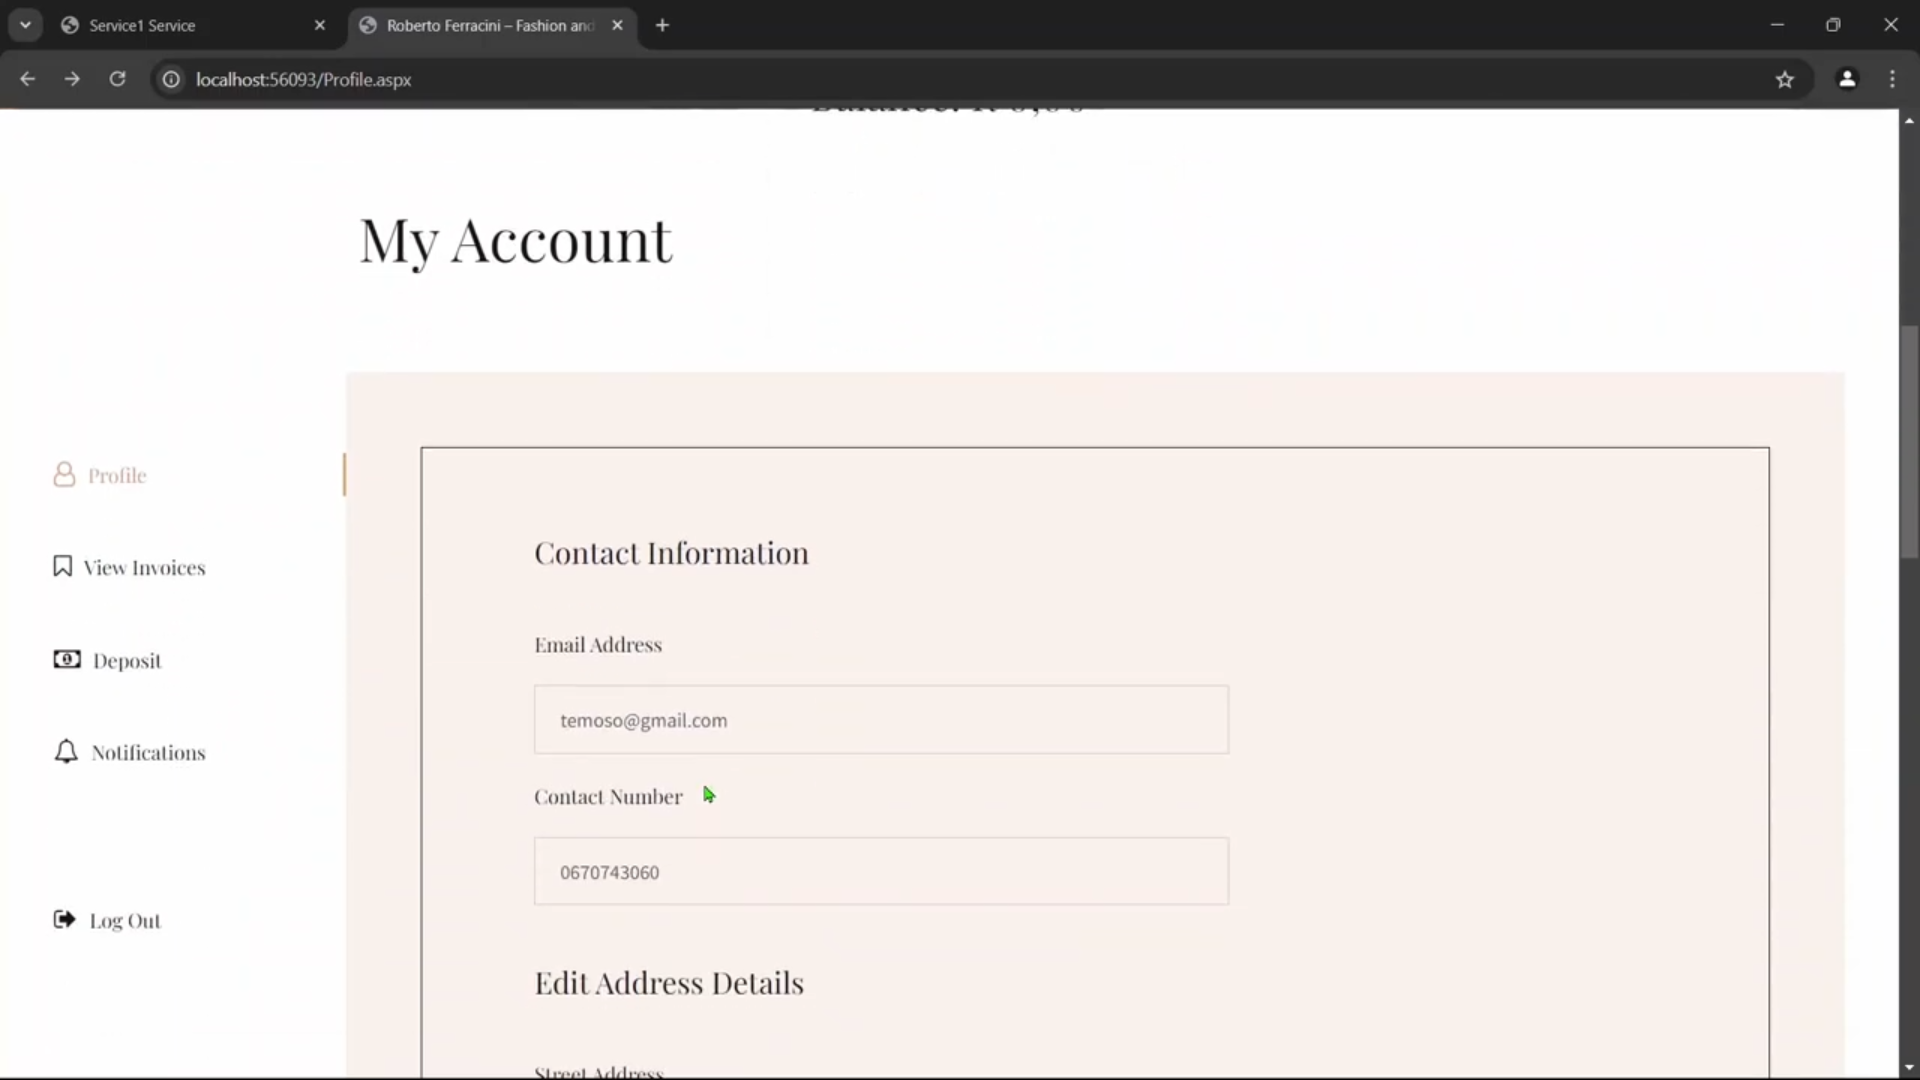 Service1 Service
Roberto Ferracini – Fashion and
localhost:56093/Profile.aspx
My Account
Profile
View Invoices
Deposit
Notifications
Log Out
Contact Information
Email Address
temoso@gmail.com
Contact Number
0670743060
Edit Address Details
Street Address